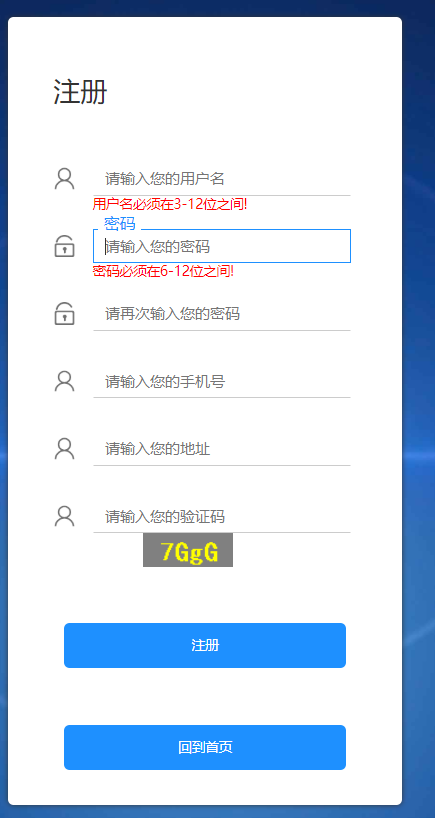 注册
请输入您的用户名
用户名必须在3-12位之间!
密码
请输入您的密码
密码必须在6-12位之间!
请再次输入您的密码
请输入您的手机号
请输入您的地址
请输入您的验证码
7GgG
注册
回到首页